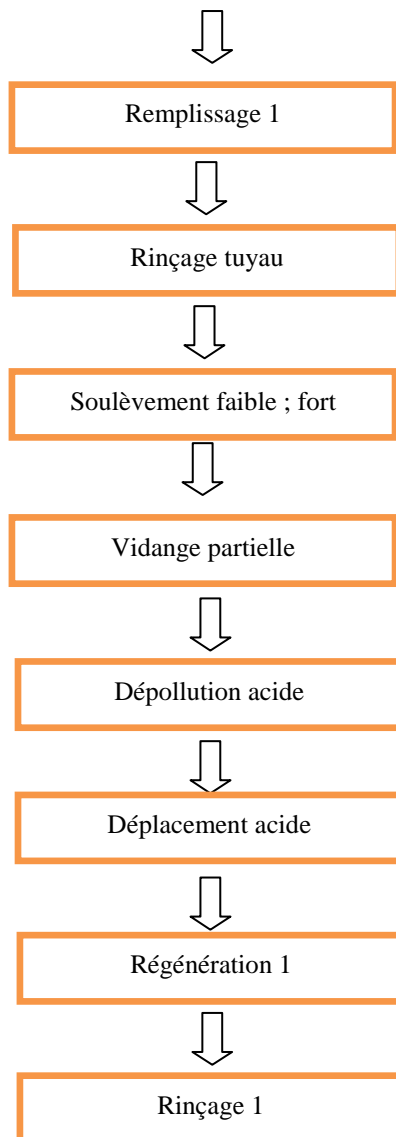 Remplissage 1
Rinçage tuyau
Soulèvement faible ; fort
Vidange partielle
Dépollution acide
Déplacement acide
Régénération 1
Rinçage 1